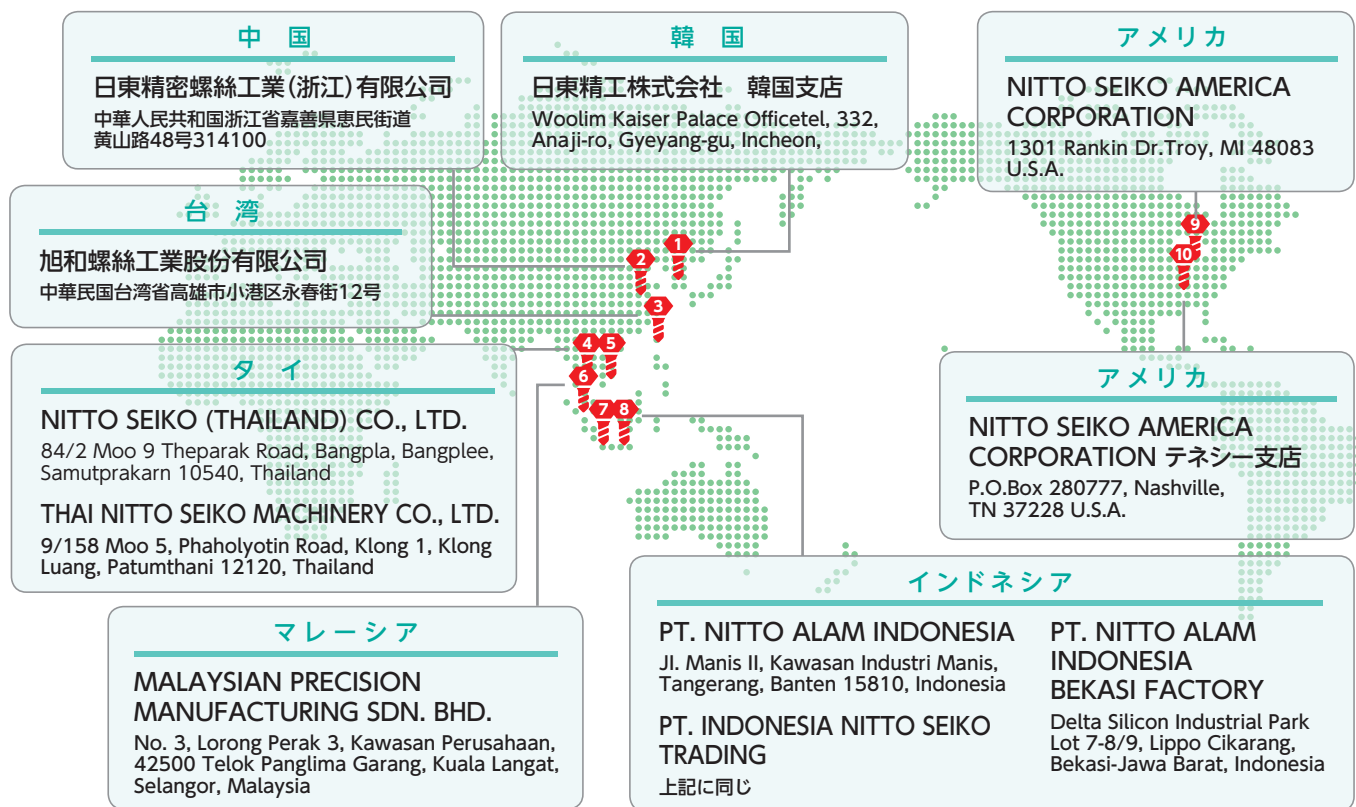 中国
日東精密螺絲工業(浙江)有限公司
中華人民共和国浙江省嘉善県恵民街道
黄山路48号314100
韓国
日東精工株式会社　韓国支店
Woolim Kaiser Palace Officetel, 332,
Anaji-ro, Gyeyang-gu, Incheon,
アメリカ
NITTO SEIKO AMERICA
CORPORATION
1301 Rankin Dr.Troy, MI 48083
U.S.A.
台湾
旭和螺絲工業股份有限公司
中華民国台湾省高雄市小港区永春街12号
1
2
3
4
5
6
7
8
9
10
タイ
NITTO SEIKO (THAILAND) CO., LTD.
84/2 Moo 9 Theparak Road, Bangpla, Bangplee,
Samutprakarn 10540, Thailand
THAI NITTO SEIKO MACHINERY CO., LTD.
9/158 Moo 5, Phaholyotin Road, Klong 1, Klong
Luang, Patumthani 12120, Thailand
アメリカ
NITTO SEIKO AMERICA
CORPORATION テネシー支店
P.O.Box 280777, Nashville,
TN 37228 U.S.A.
マレーシア
MALAYSIAN PRECISION
MANUFACTURING SDN. BHD.
No. 3, Lorong Perak 3, Kawasan Perusahaan,
42500 Telok Panglima Garang, Kuala Langat,
Selangor, Malaysia
インドネシア
PT. NITTO ALAM INDONESIA
JI. Manis II, Kawasan Industri Manis,
Tangerang, Banten 15810, Indonesia
PT. INDONESIA NITTO SEIKO
TRADING
上記に同じ
PT. NITTO ALAM
INDONESIA
BEKASI FACTORY
Delta Silicon Industrial Park
Lot 7-8/9, Lippo Cikarang,
Bekasi-Jawa Barat, Indonesia